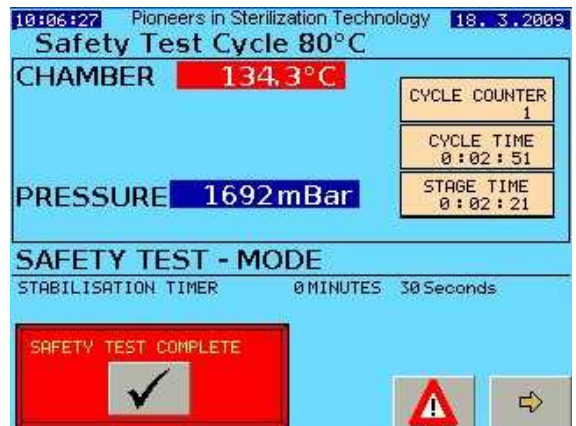 10:06:27 Pioneers in Sterilization Technology 18. 3.2009
Safety Test Cycle 80°C
CHAMBER 134.3°C
CYCLE COUNTER
1
CYCLE TIME
0:02:51
PRESSURE 1692mBar
STAGE TIME
0:02:21
SAFETY TEST - MODE
STABILISATION TIMER 0MINUTES 30Seconds
SAFETY TEST COMPLETE